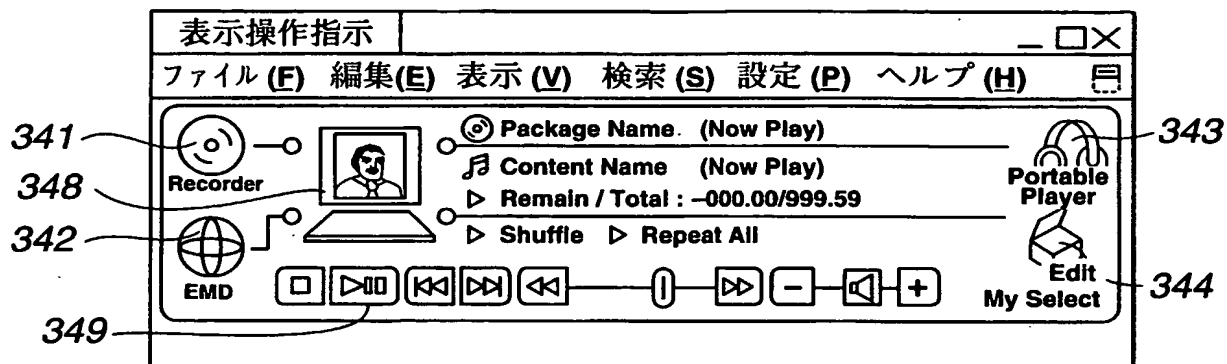 表示操作指示
ファイル (F) 編集(E) 表示 (V) 検索 (S) 設定 (P) ヘルプ (H)
341
348
342
349
Recorder
EMD
Package Name. (Now Play)
Content Name (Now Play)
Remain / Total : –000.00/999.59
Shuffle Repeat All
343
Portable
Player
Edit
My Select
344